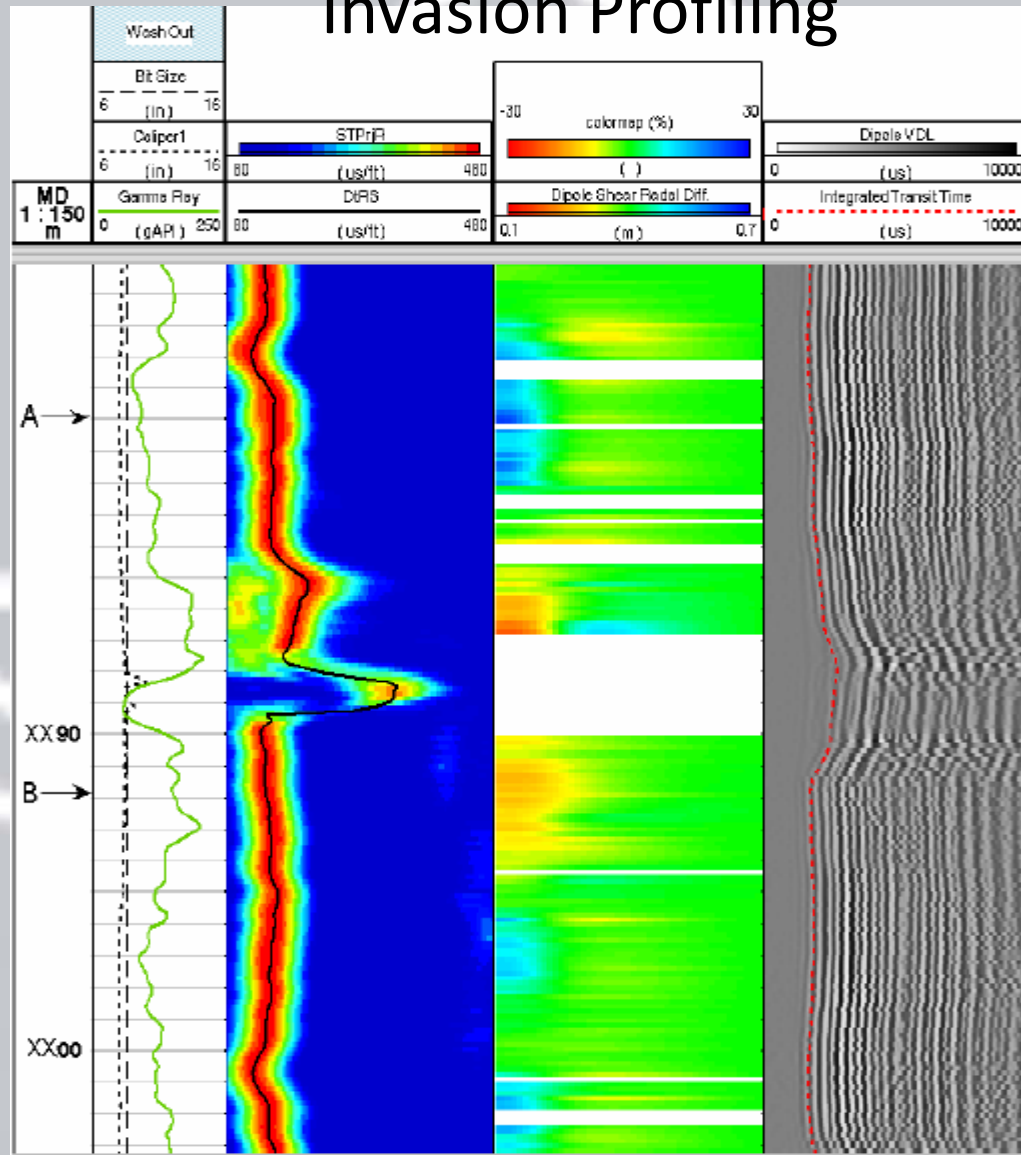 Invasion Profiling
Wash Out
Bit Size
6 (in) 16
Caliper1
6 (in) 16
Gamma Ray
0 (gAPI) 250
MD
1 : 150
m
STPrjR
80 (us/ft) 480
DtRS
80 (us/ft) 480
-30 30
colormap (%)
( )
Dipole Shear Radial Diff.
0.1 (m) 0.7
Dipole VDL
0 (us) 10000
Integrated Transit Time
0 (us) 10000
A
XX90
B
XX00